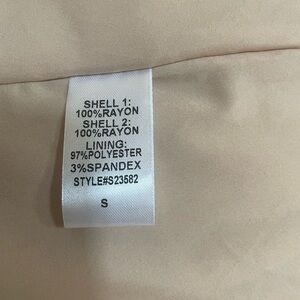 SHELL 1:
100%RAYON
SHELL 2:
100%RAYON
LINING:
97%POLYESTER
3%SPANDEX
STYLE#S23582
S